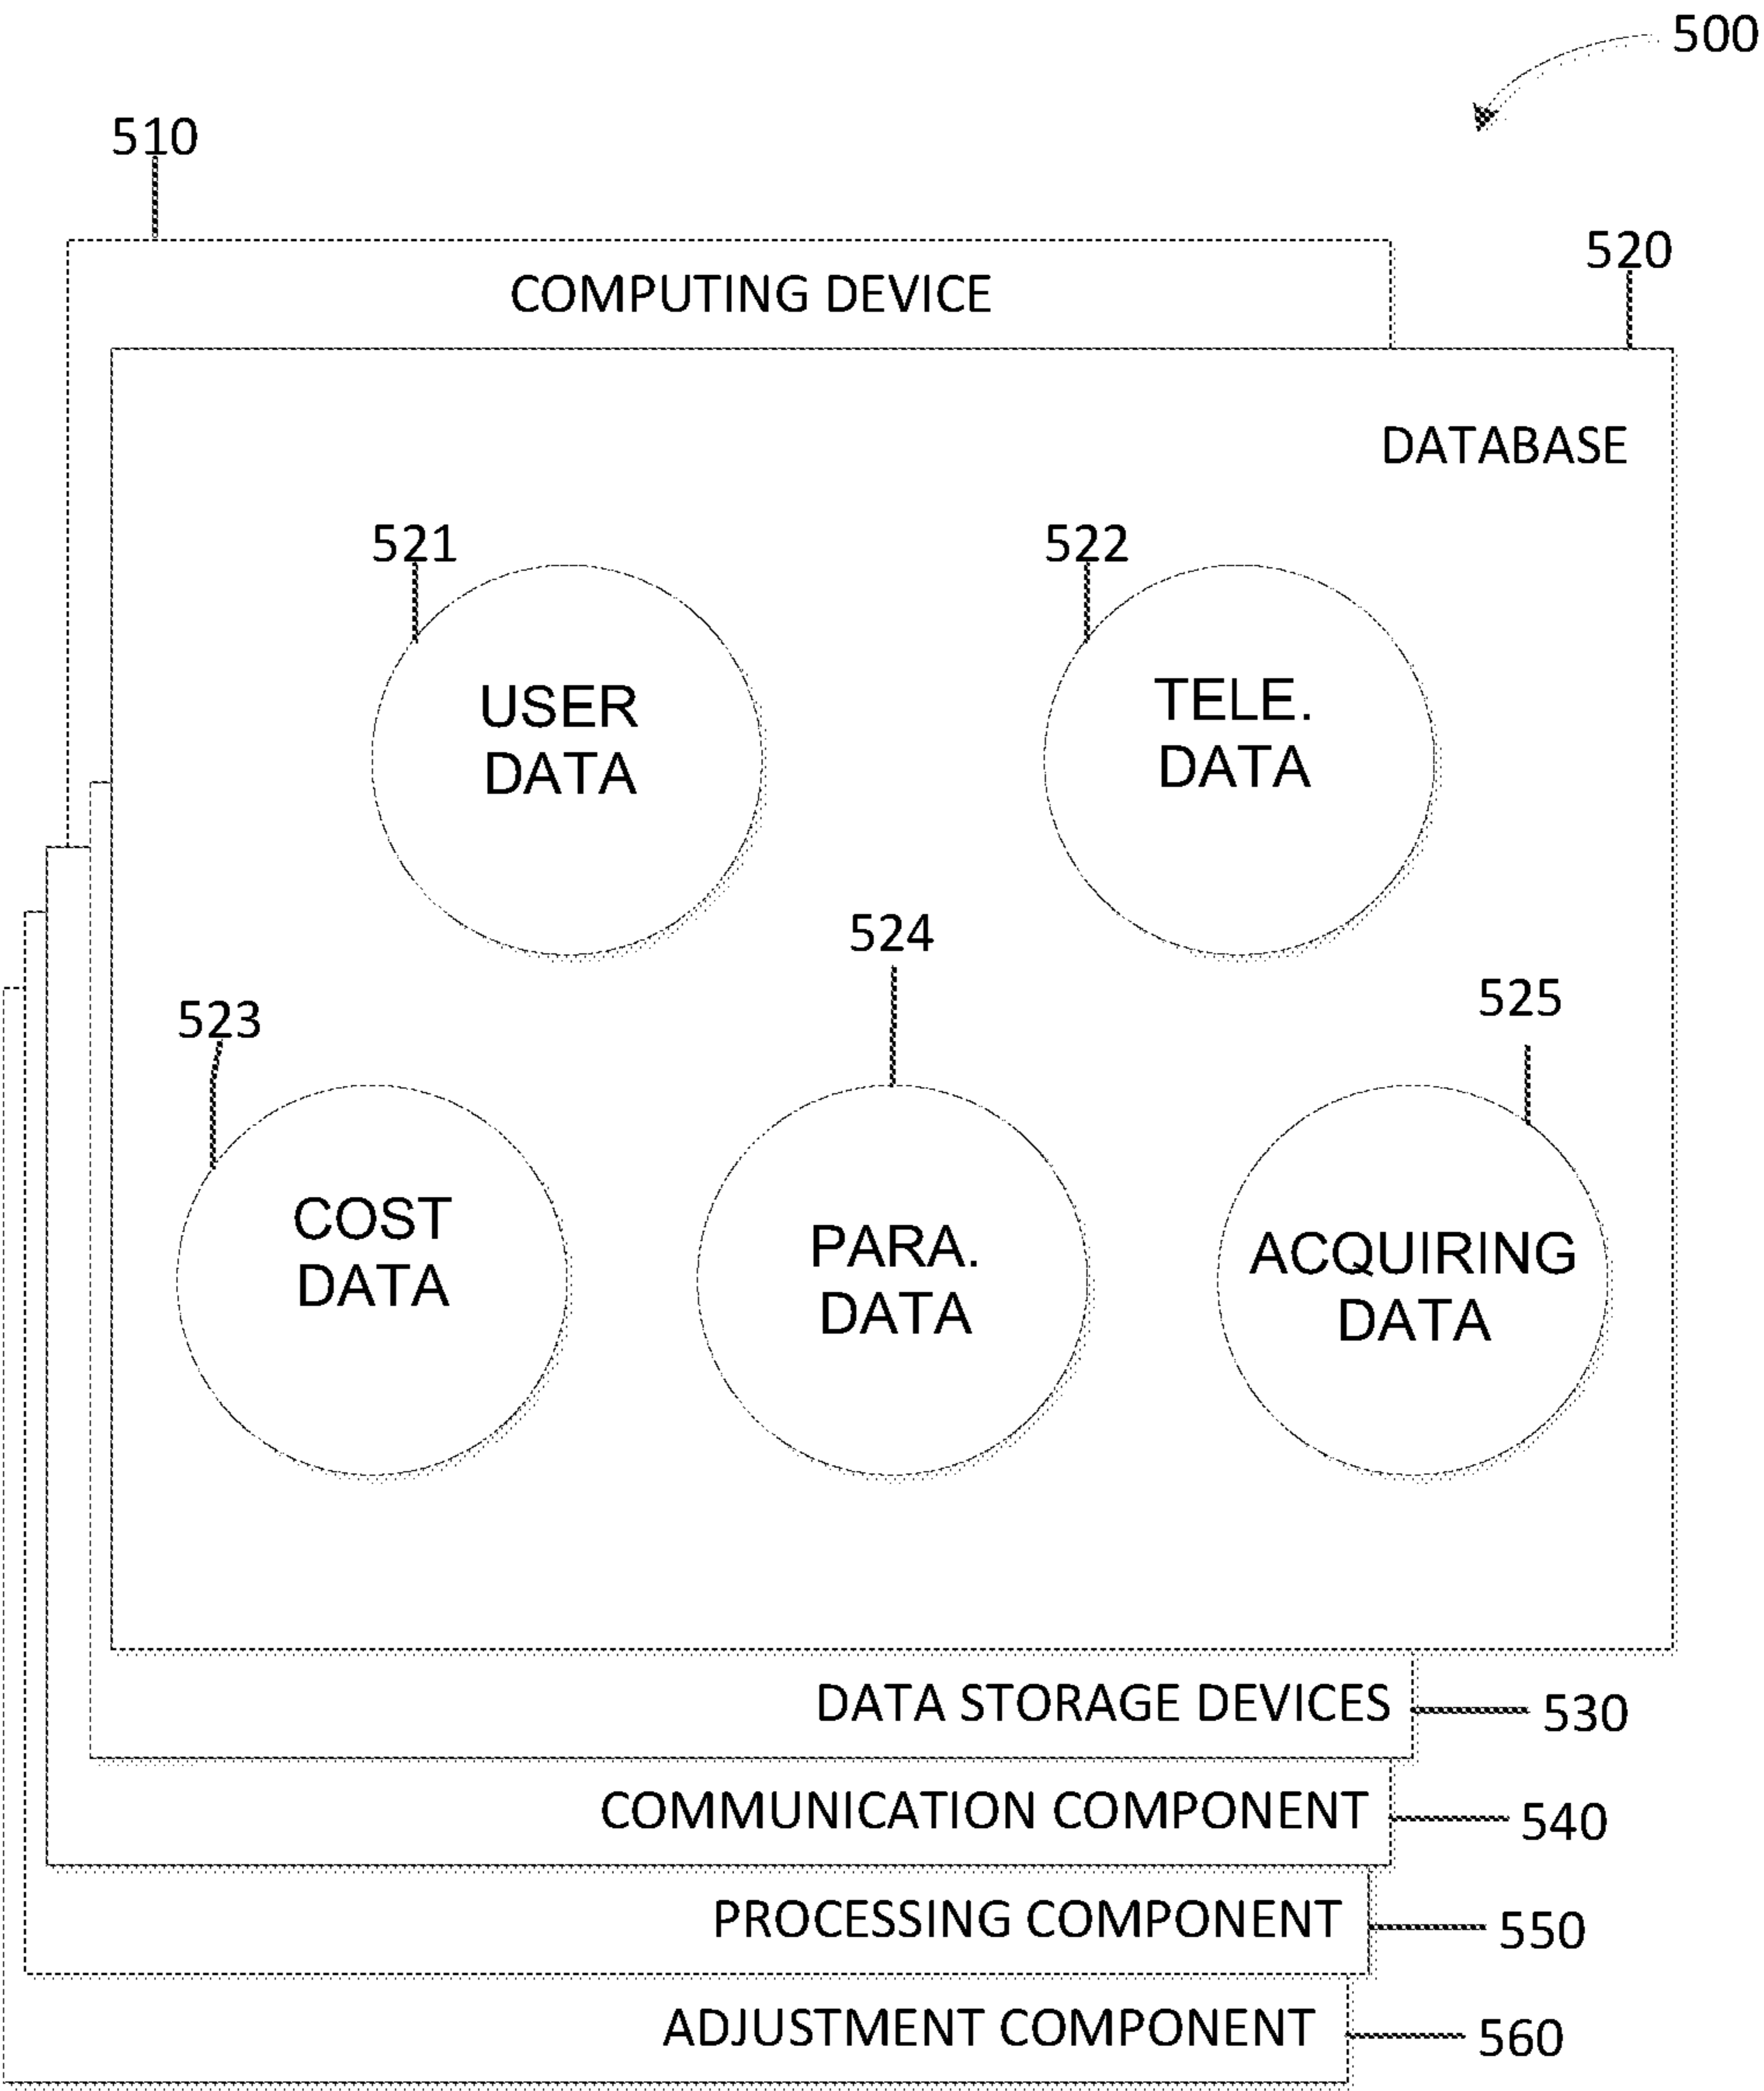 500
510
520
COMPUTING DEVICE
DATABASE
521
522
USER
DATA
TELE.
DATA
524
523
525
COST
DATA
PARA.
DATA
ACQUIRING
DATA
DATA STORAGE DEVICES
530
COMMUNICATION COMPONENT
540
PROCESSING COMPONENT
550
ADJUSTMENT COMPONENT
560